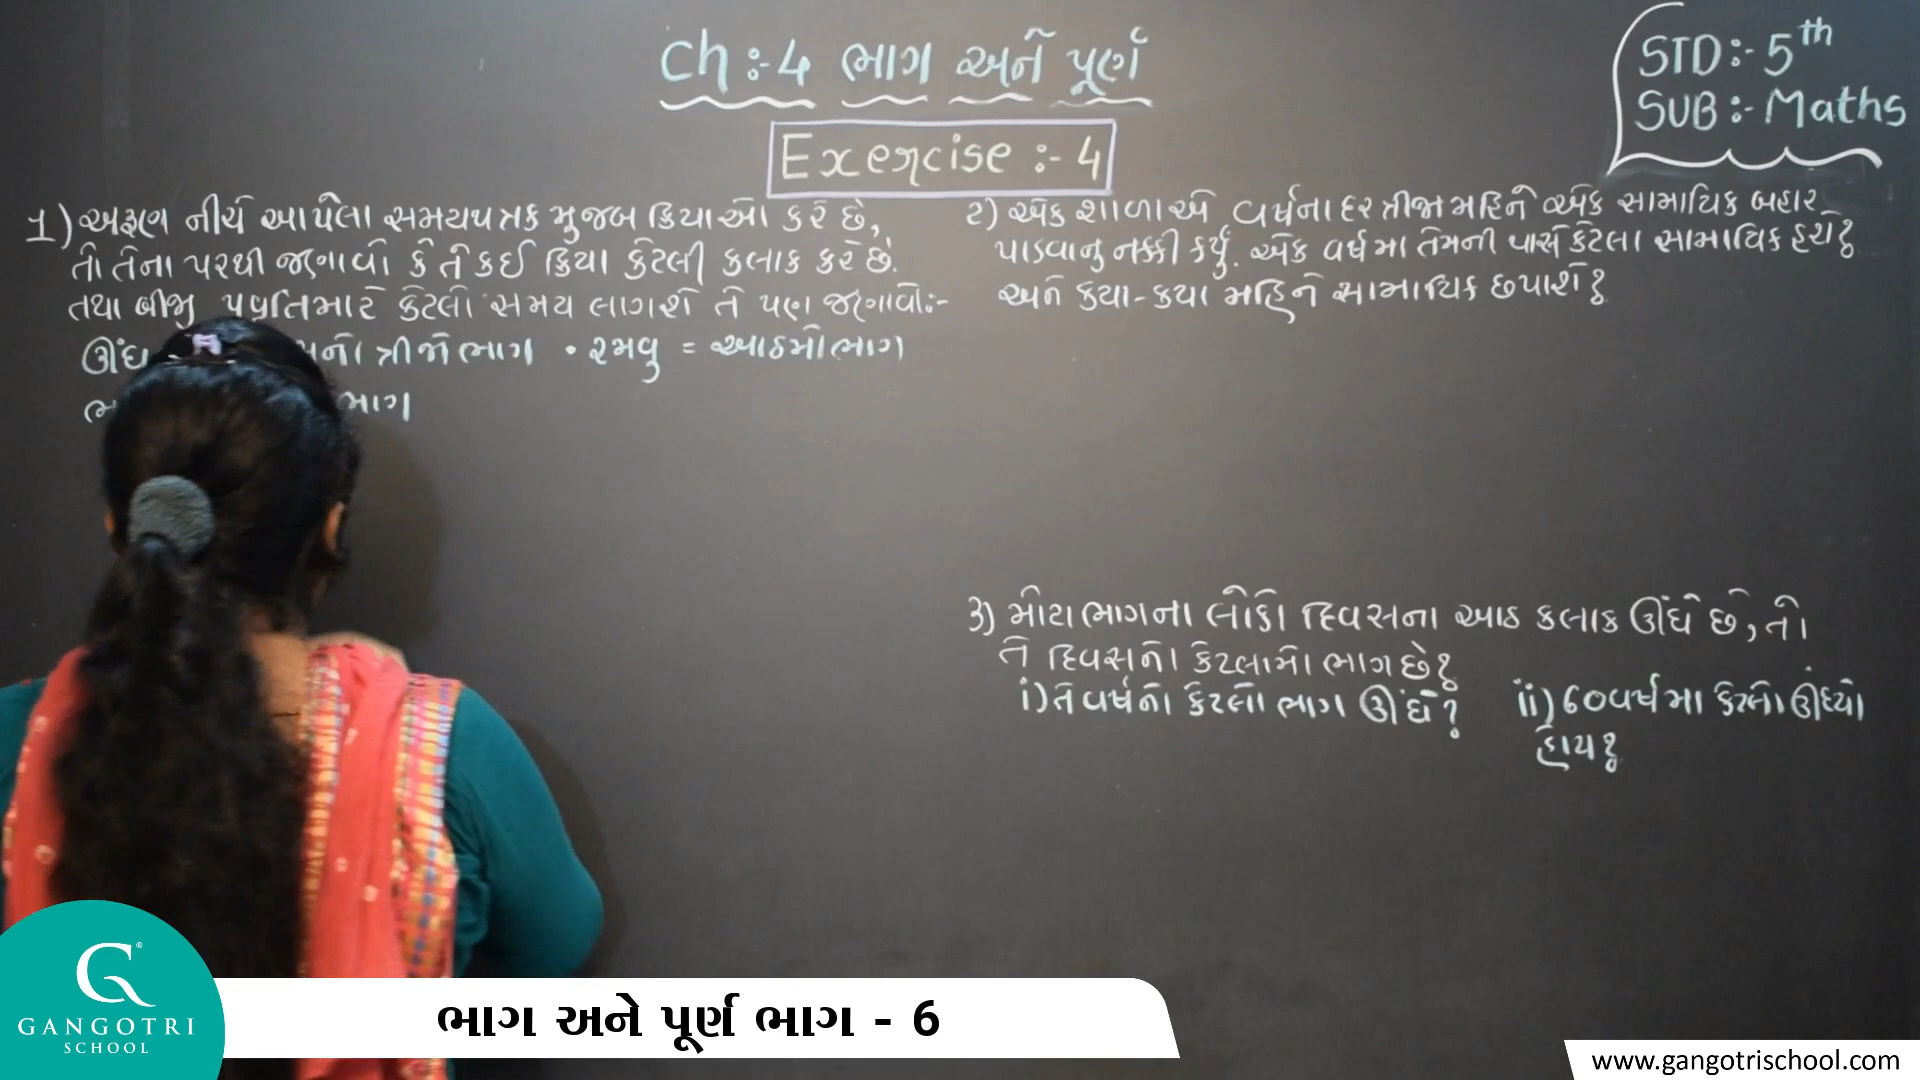 Ch :- 4 ભાગ અને પૂર્ણ
STD :- 5th
SUB :- Maths
Exercise :- 4
1) અરૂણ નીચે આપેલા સમયપત્રક મુજબ ક્રિયાઓ કરે છે,
તો તેના પરથી જણાવો કે તે કઈ ક્રિયા કેટલી કલાક કરે છે.
તથા બીજી પ્રવૃતિ માટે કેટલો સમય લાગશે તે પણ જણાવો:-
ઊંઘ ત્રીજો ભાગ • રમવુ = આઠમો ભાગ
ભાગ
2) એક શાળાએ વર્ષના દર ત્રીજા મહિને એક સામાયિક બહાર
પાડવાનુ નક્કી કર્યું. એક વર્ષમા તેમની પાસે કેટલા સામાયિક હશે?
અને કયા-કયા મહિને સામાયિક છપાશે?
3) મોટા ભાગના લોકો દિવસના આઠ કલાક ઊંઘે છે, તો
તે દિવસનો કેટલામો ભાગ છે?
i) તે વર્ષનો કેટલો ભાગ ઊંઘે?
ii) 60 વર્ષમા કેટલો ઊંઘ્યો
હોય?
GANGOTRI
SCHOOL
ભાગ અને પૂર્ણ ભાગ - 6
www.gangotrischool.com